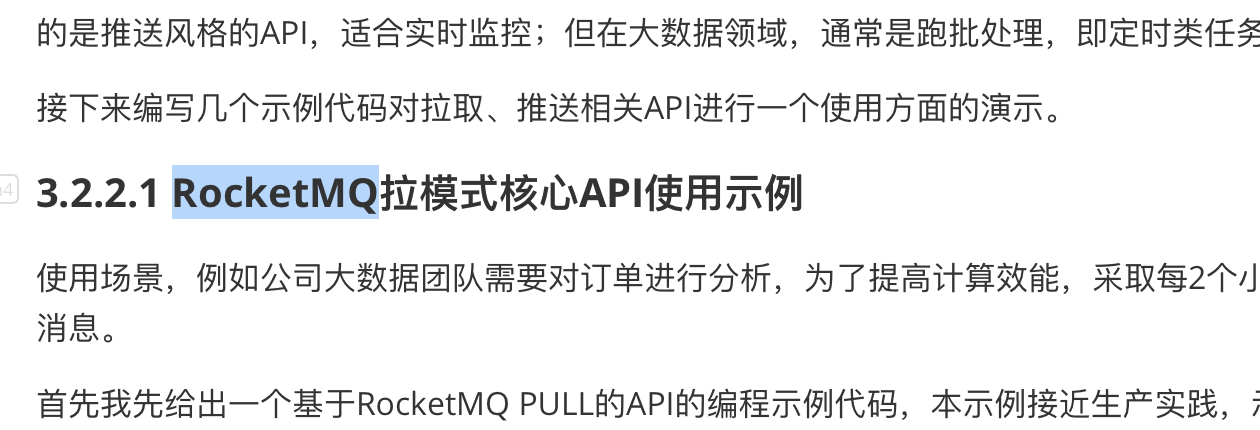 的是推送风格的API，适合实时监控；但在大数据领域，通常是跑批处理，即定时类任务
接下来编写几个示例代码对拉取、推送相关API进行一个使用方面的演示。
3.2.2.1 RocketMQ拉模式核心API使用示例
使用场景，例如公司大数据团队需要对订单进行分析，为了提高计算效能，采取每2个小
消息。
首先我先给出一个基于RocketMQ PULL的API的编程示例代码，本示例接近生产实践，